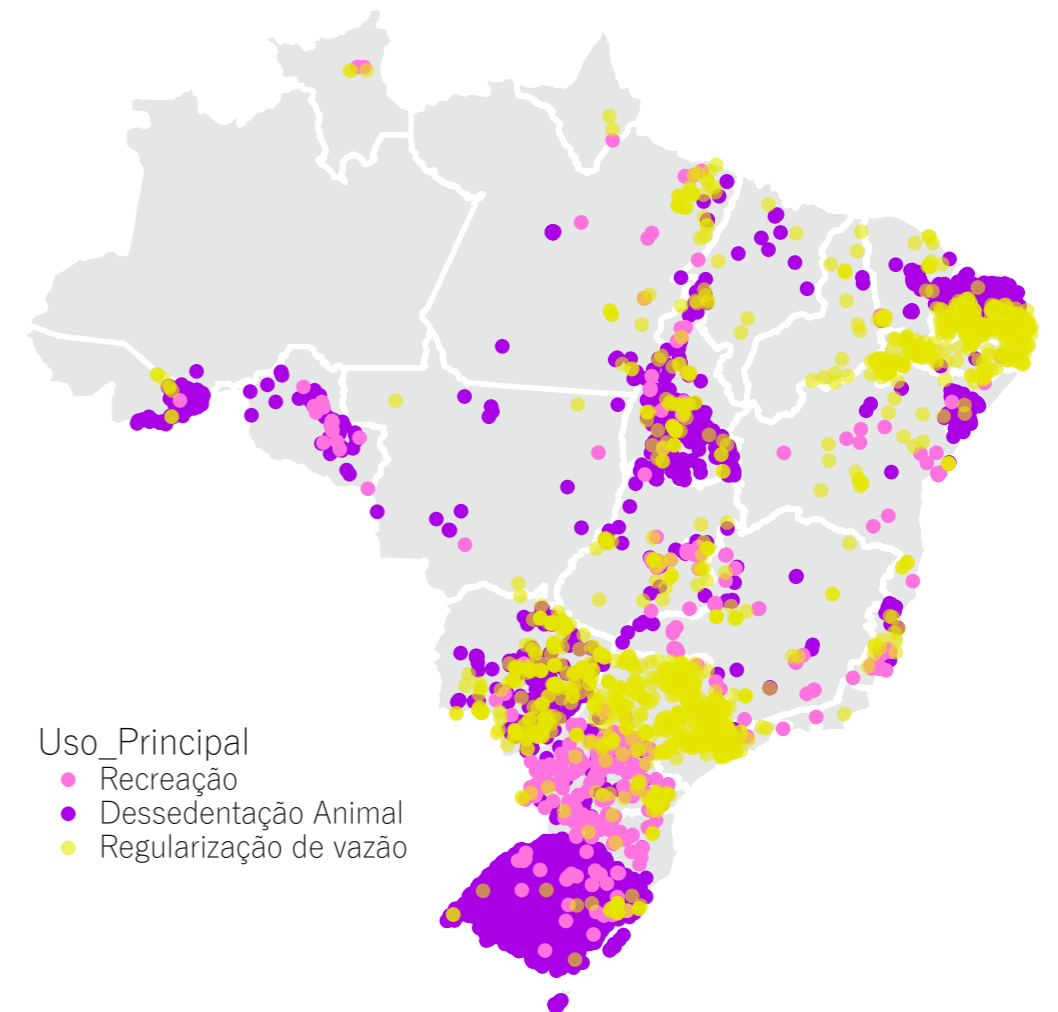 Uso_Principal
Recreação
Dessedentação Animal
Regularização de vazão